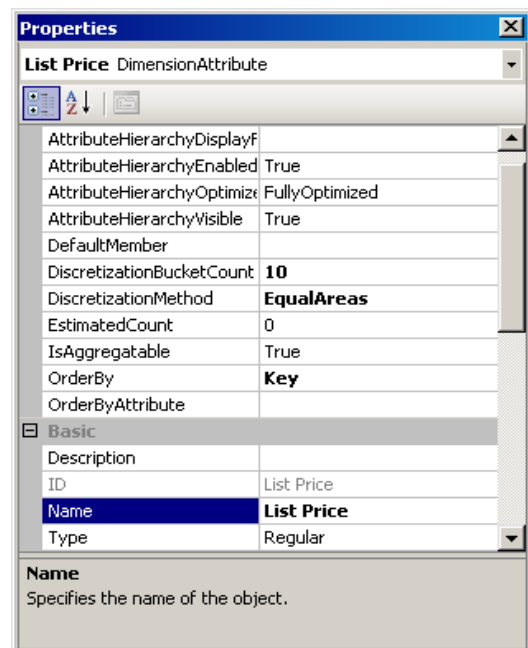 Properties
List Price DimensionAttribute
AttributeHierarchyDisplayF
AttributeHierarchyEnabled True
AttributeHierarchyOptimize FullyOptimized
AttributeHierarchyVisible True
DefaultMember
DiscretizationBucketCount 10
DiscretizationMethod EqualAreas
EstimatedCount 0
IsAggregatable True
OrderBy Key
OrderByAttribute
Basic
Description
ID List Price
Name List Price
Type Regular
Name
Specifies the name of the object.